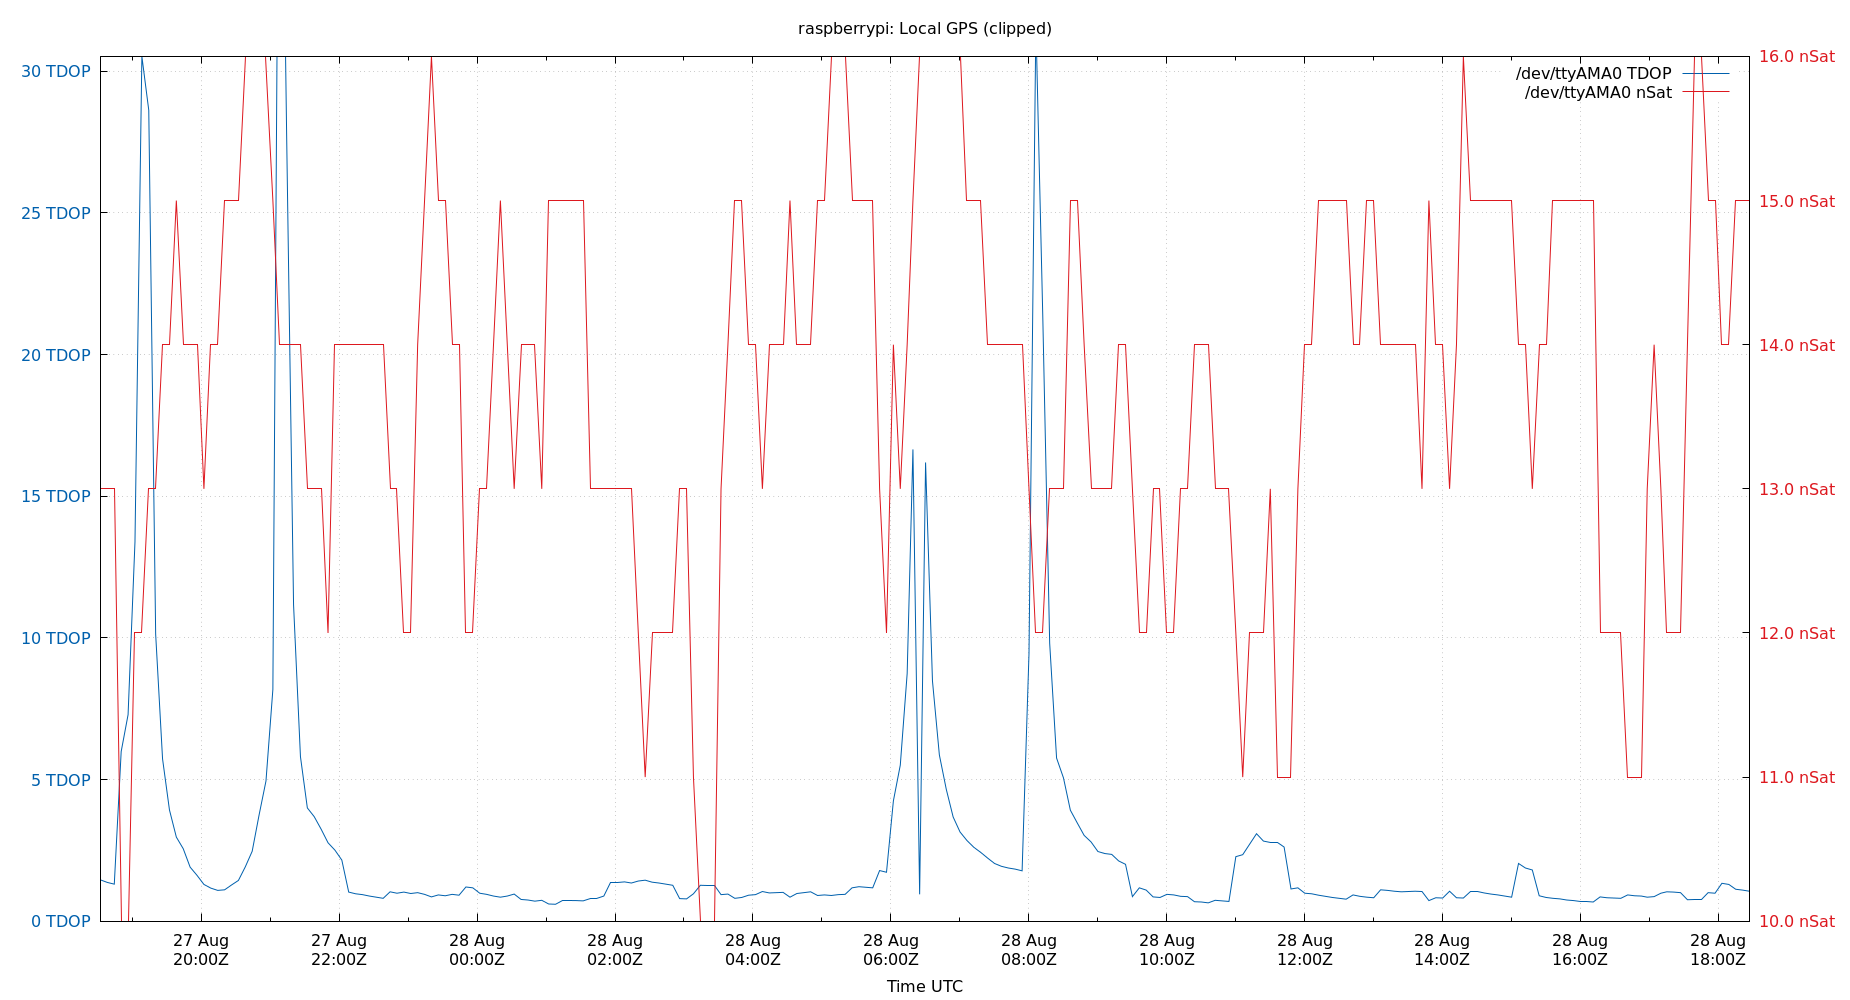 raspberrypi: Local GPS (clipped)
30 TDOP
25 TDOP
20 TDOP
15 TDOP
10 TDOP
5 TDOP
0 TDOP
/dev/ttyAMA0 TDOP
/dev/ttyAMA0 nSat
16.0 nSat
15.0 nSat
14.0 nSat
13.0 nSat
12.0 nSat
11.0 nSat
10.0 nSat
27 Aug 27 Aug 28 Aug 28 Aug 28 Aug 28 Aug 28 Aug 28 Aug 28 Aug 28 Aug 28 Aug 28 Aug
20:00Z 22:00Z 00:00Z 02:00Z 04:00Z 06:00Z 08:00Z 10:00Z 12:00Z 14:00Z 16:00Z 18:00Z
Time UTC